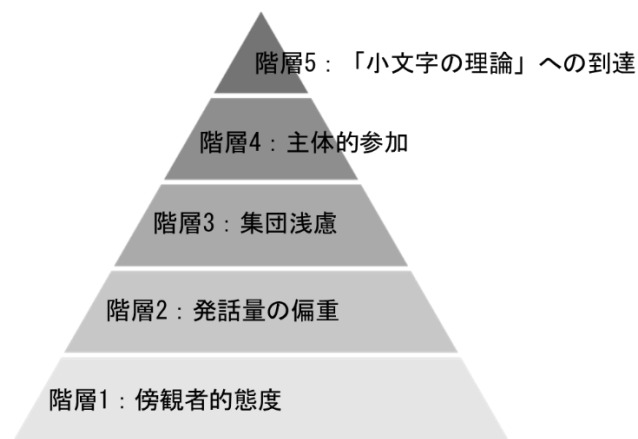 階層5：「小文字の理論」への到達
階層4：主体的参加
階層3：集団浅慮
階層2：発話量の偏重
階層1：傍観者的態度